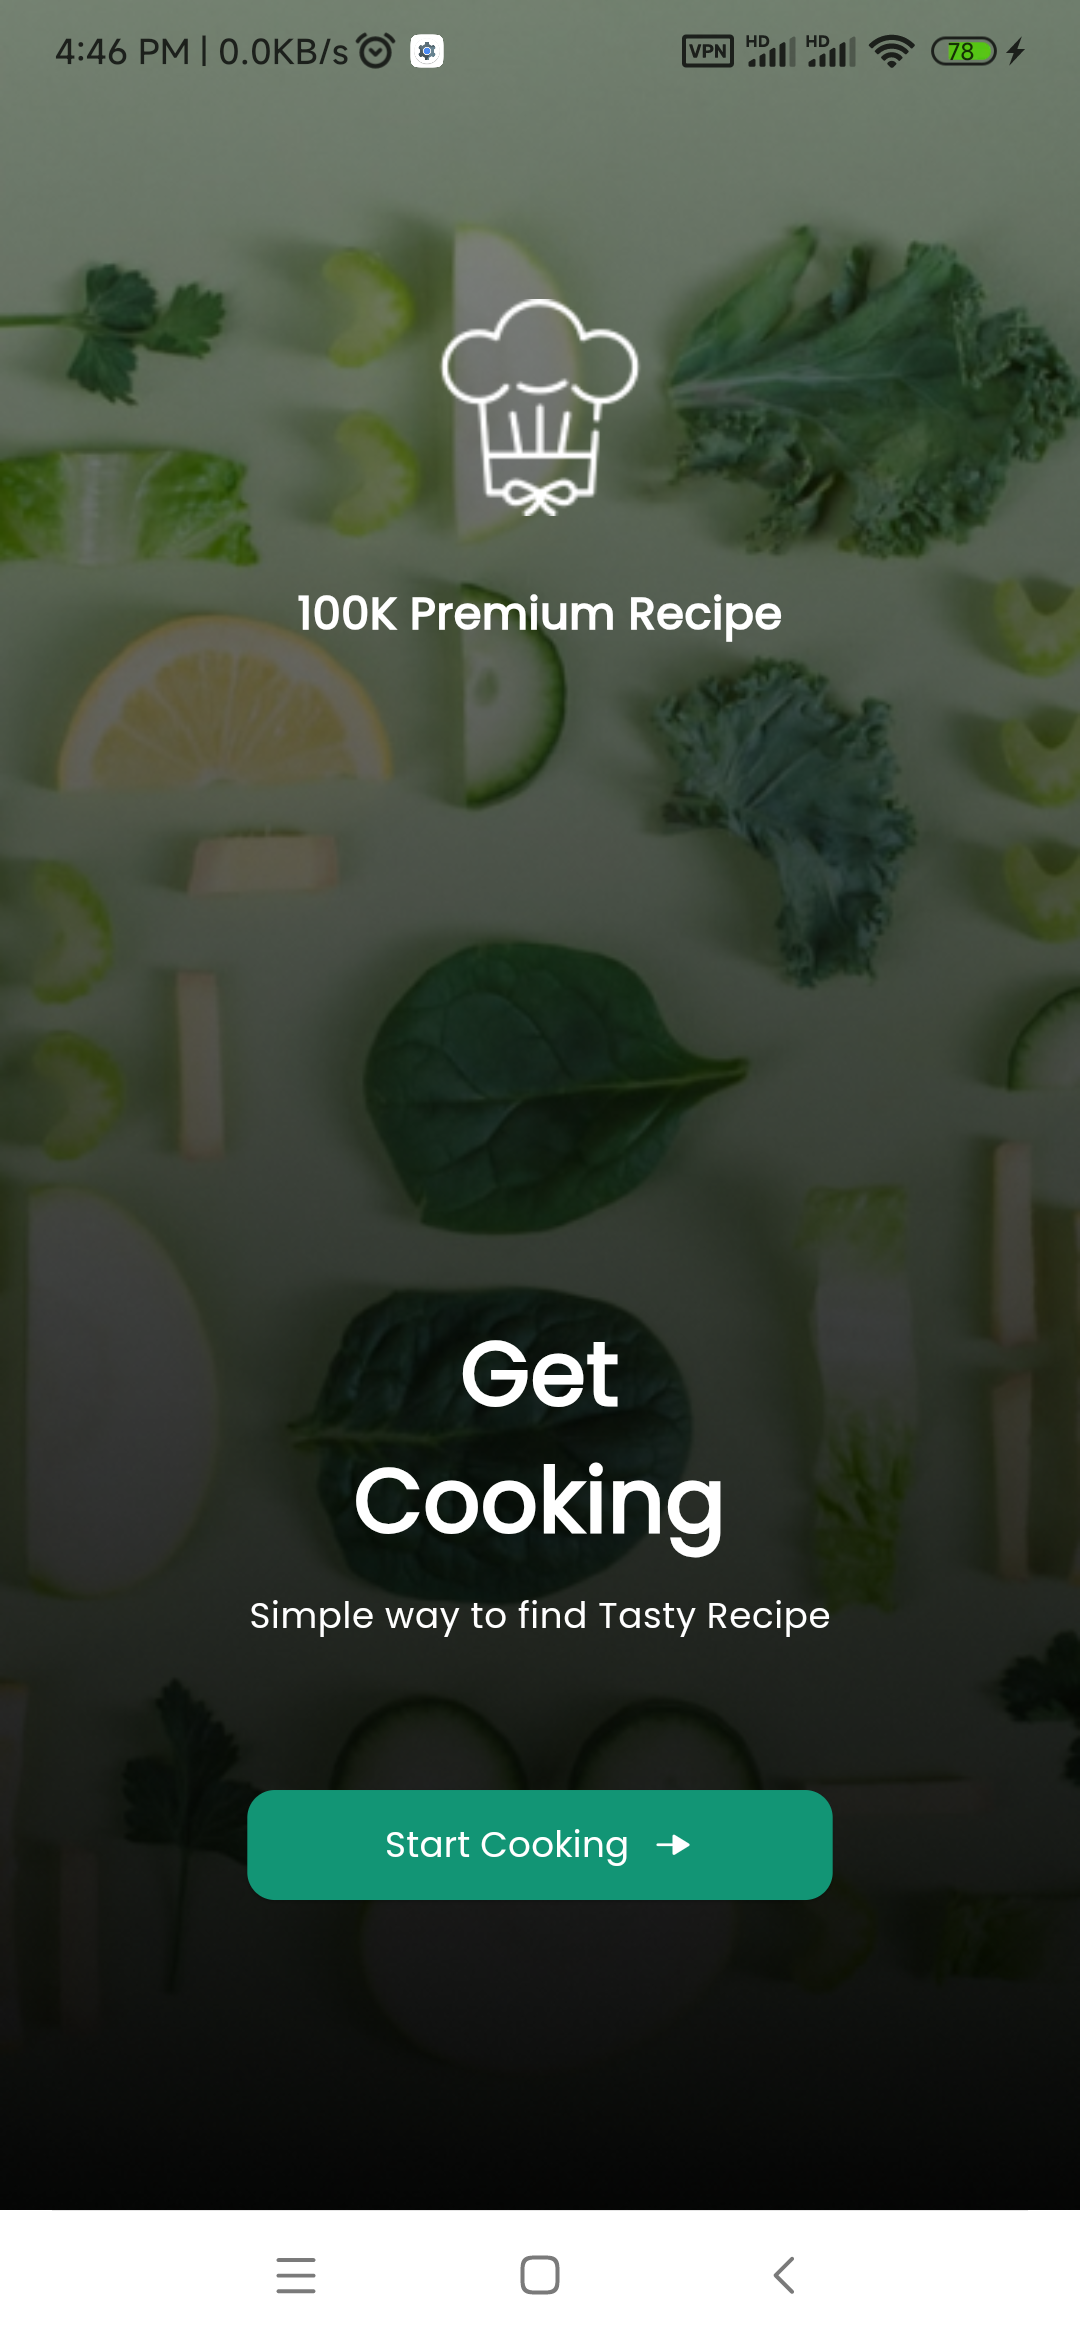 4:46 PM | 0.0KB/s VPN HD HD 78
100K Premium Recipe
Get
Cooking
Simple way to find Tasty Recipe
Start Cooking